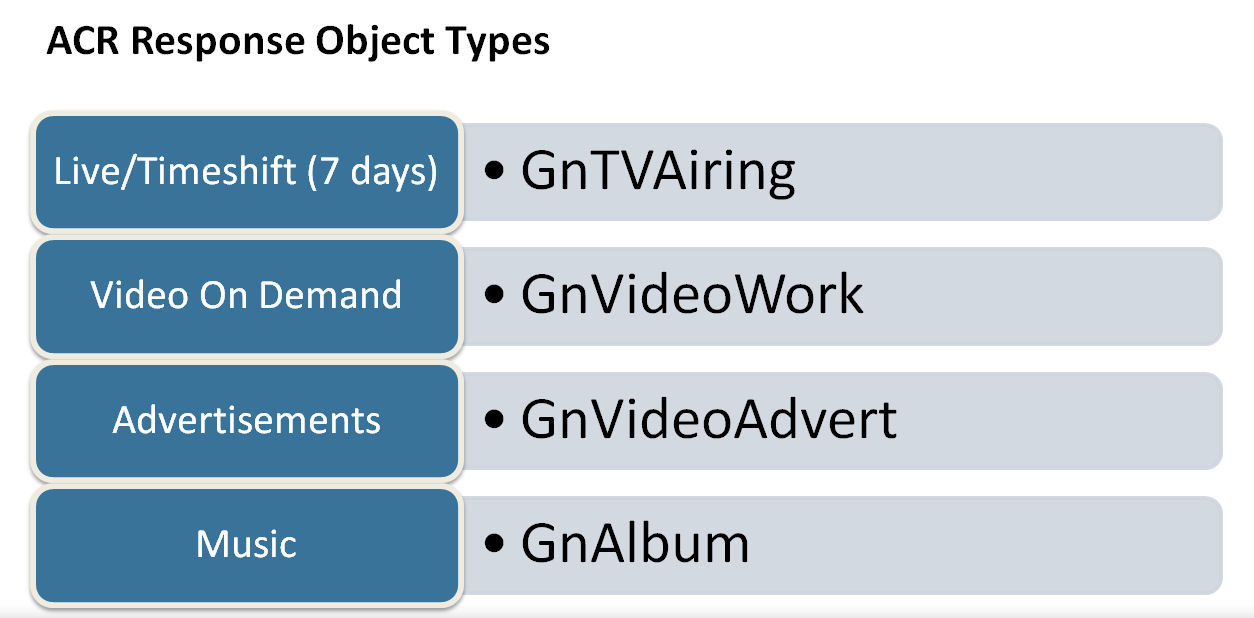 ACR Response Object Types
Live/Timeshift (7 days)
• GnTVAiring
Video On Demand
• GnVideoWork
Advertisements
• GnVideoAdvert
Music
• GnAlbum